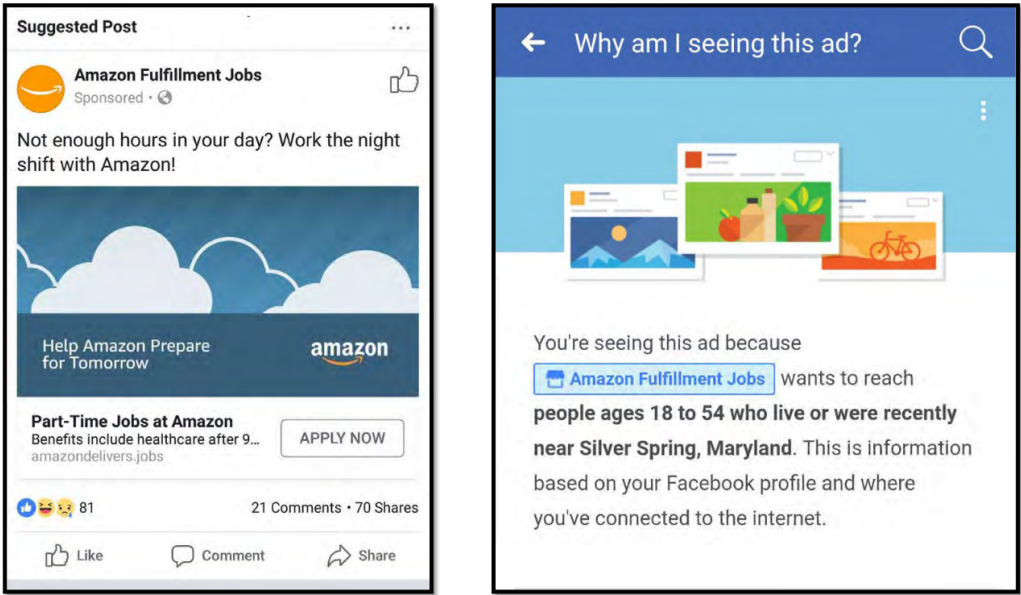 Suggested Post
Amazon Fulfillment Jobs
Sponsored ·
Not enough hours in your day? Work the night
shift with Amazon!
Help Amazon Prepare
for Tomorrow
amazon
Part-Time Jobs at Amazon
Benefits include healthcare after 9...
amazondelivers.jobs
APPLY NOW
81
21 Comments • 70 Shares
Like
Comment
Share
Why am I seeing this ad?
You're seeing this ad because
Amazon Fulfillment Jobs wants to reach
people ages 18 to 54 who live or were recently
near Silver Spring, Maryland. This is information
based on your Facebook profile and where
you've connected to the internet.